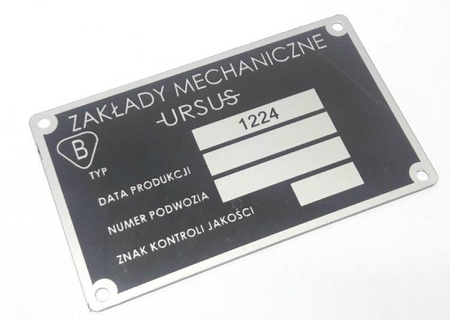 ZAKŁADY MECHANICZNE
URSUS
B
TYP 1224
DATA PRODUKCJI
NUMER PODWOZIA
ZNAK KONTROLI JAKOŚCI